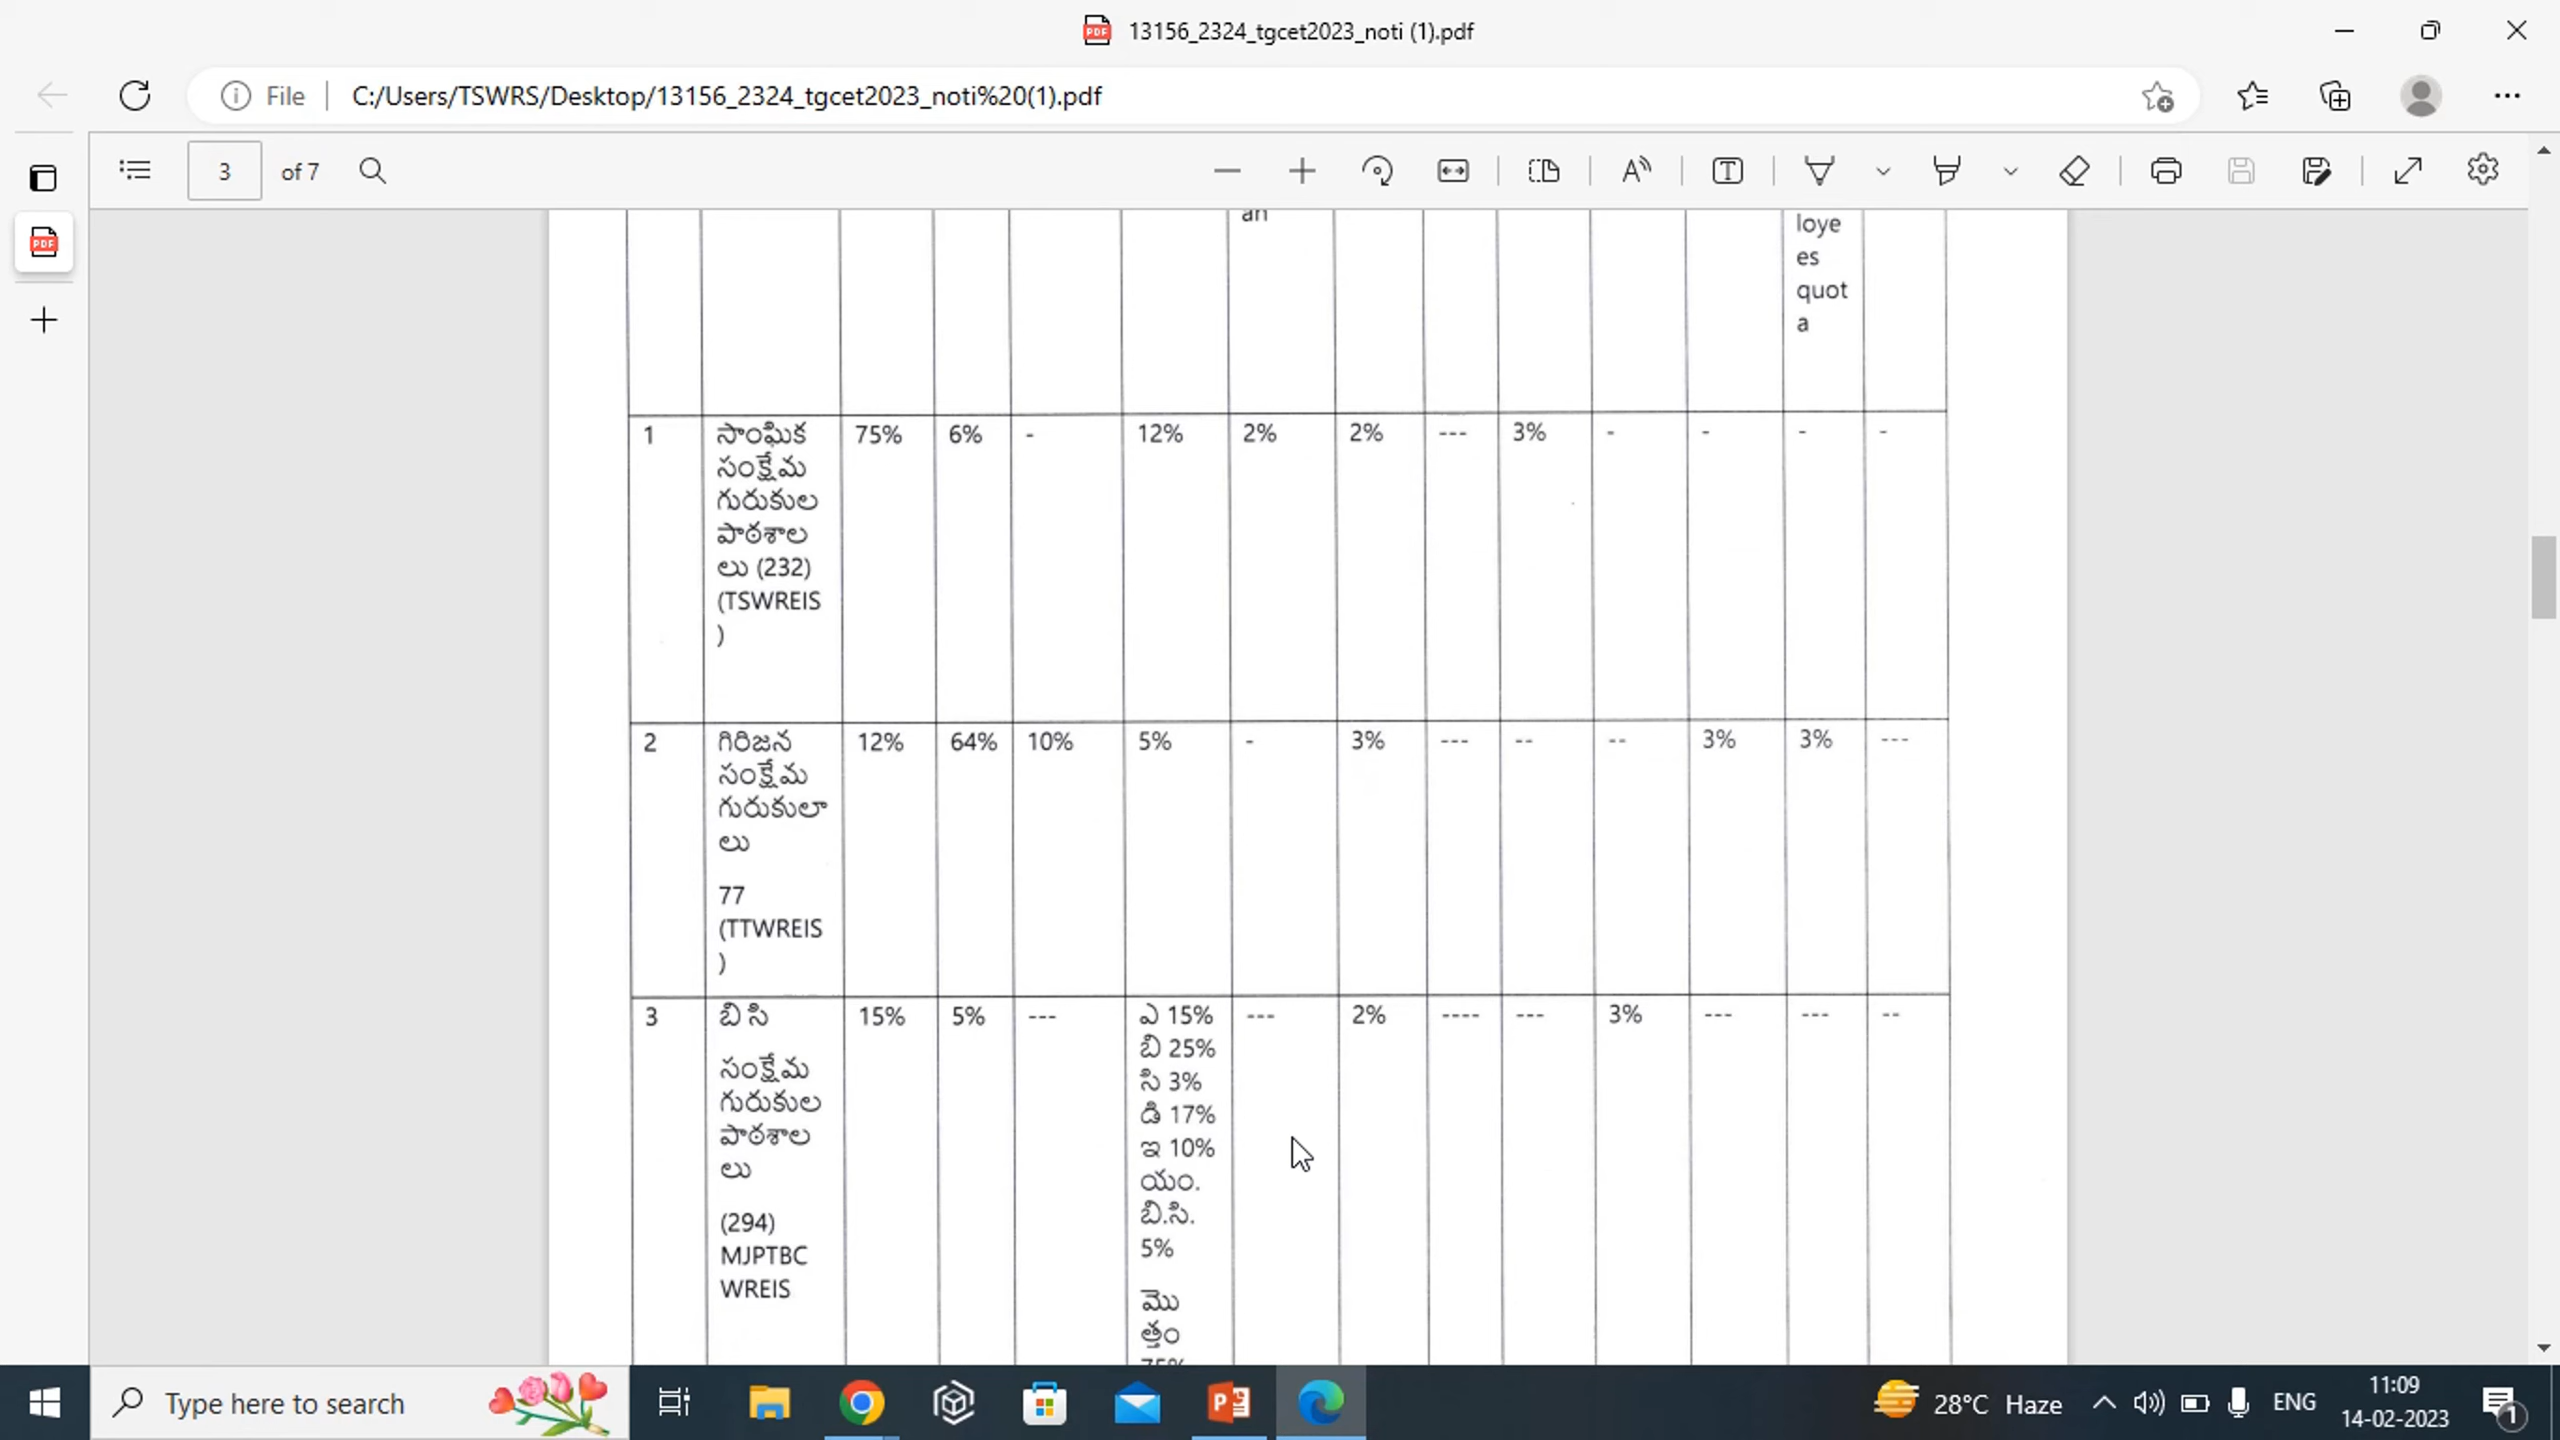 13156_2324_tgcet2023_noti (1).pdf
File
C:/Users/TSWRS/Desktop/13156_2324_tgcet2023_noti%20(1).pdf
3 of 7
an
loye
es
quot
a
1 సాంఘిక 75% 6% - 12% 2% 2% --- 3% - - - -
సంక్షేమ
గురుకుల
పాఠశాల
లు (232)
(TSWREIS
)
2 గిరిజన 12% 64% 10% 5% - 3% --- -- -- 3% 3% ---
సంక్షేమ
గురుకులా
లు
77
(TTWREIS
)
3 బి సి 15% 5% --- ఎ 15% --- 2% ---- --- 3% --- --- --
బి 25%
సి 3%
డి 17%
ఇ 10%
యం.
బి.సి.
5%
మొ
త్తం
75%
సంక్షేమ
గురుకుల
పాఠశాల
లు
(294)
MJPTBC
WREIS
Type here to search
28°C Haze
ENG
11:09
14-02-2023
1